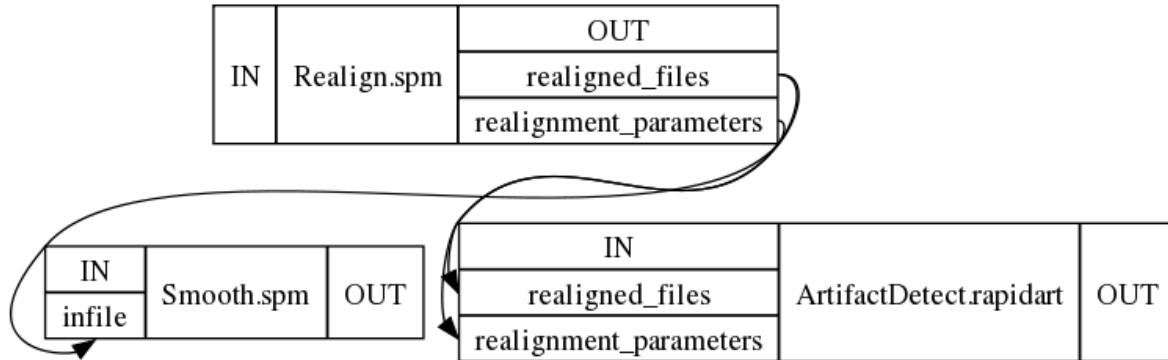 OUT
IN
Realign.spm
realigned_files
realignment_parameters
IN
infile
Smooth.spm
OUT
IN
realigned_files
realignment_parameters
ArtifactDetect.rapidart
OUT